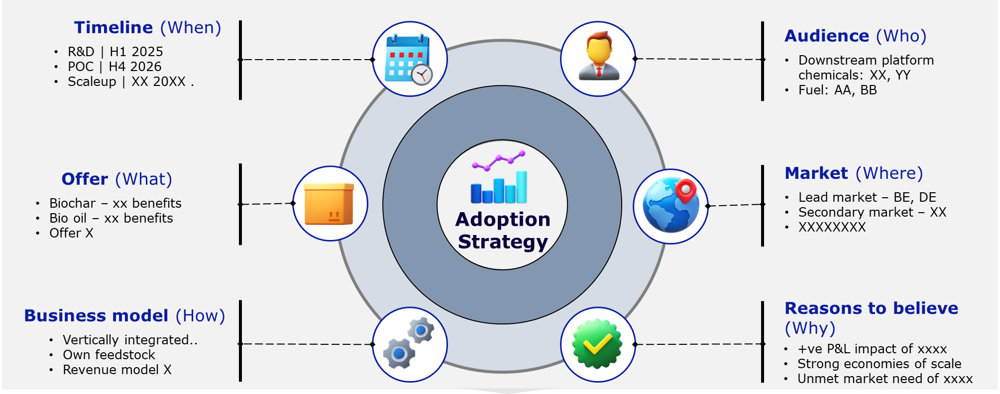 Timeline (When)
• R&D | H1 2025
• POC | H4 2026
• Scaleup | XX 20XX .
Offer (What)
• Biochar – xx benefits
• Bio oil – xx benefits
• Offer X
Business model (How)
• Vertically integrated..
• Own feedstock
• Revenue model X
Adoption
Strategy
Audience (Who)
• Downstream platform
chemicals: XX, YY
• Fuel: AA, BB
Market (Where)
• Lead market – BE, DE
• Secondary market – XX
• XXXXXXXX
Reasons to believe
(Why)
• +ve P&L impact of xxxx
• Strong economies of scale
• Unmet market need of xxxx